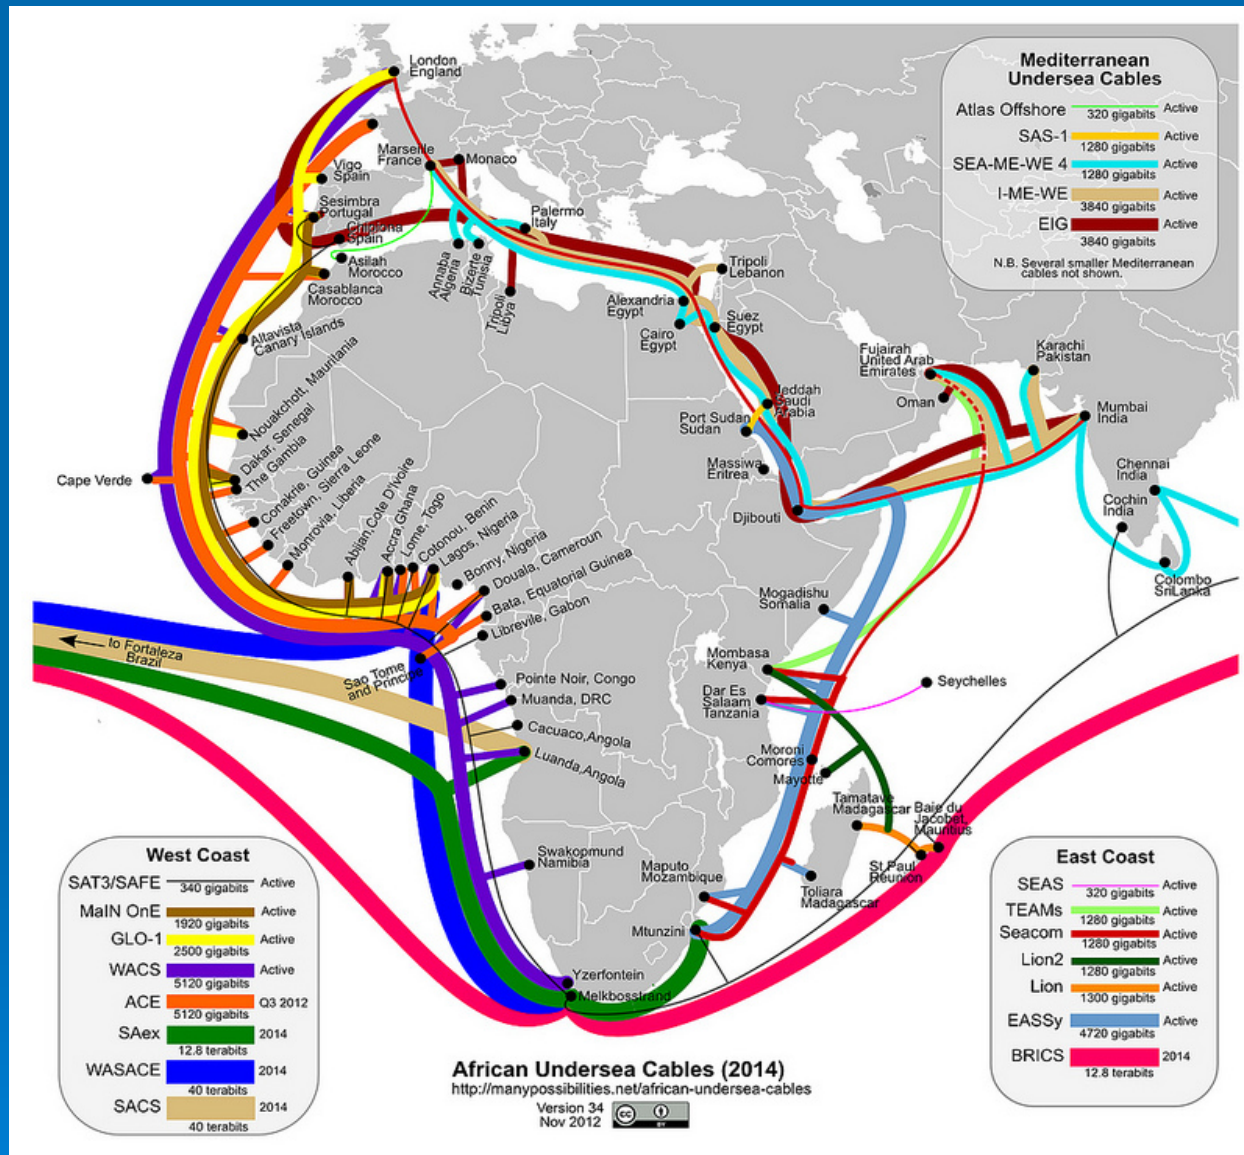 London
England
Marseille
France
Monaco
Vigo
Spain
Sesimbra
Portugal
Chipiona
Spain
Asilah
Morocco
Casablanca
Morocco
Annaba
Algeria
Bizerte
Tunisia
Palermo
Italy
Tripoli
Libya
Tripoli
Lebanon
Alexandria
Egypt
Cairo
Egypt
Suez
Egypt
Altavista
Canary Islands
Nouakchott, Mauritania
Dakar, Senegal
The Gambia
Conakrie, Guinea
Freetown, Sierra Leone
Monrovia, Liberia
Abijan, Cote D'ivoire
Accra, Ghana
Lome, Togo
Cotonou, Benin
Lagos, Nigeria
Bonny, Nigeria
Douala, Cameroun
Bata, Equatorial Guinea
Libreville, Gabon
Cape Verde
Jeddah
Saudi
Arabia
Port Sudan
Sudan
Massiwa
Eritrea
Djibouti
Fujairah
United Arab
Emirates
Oman
Karachi
Pakistan
Mumbai
India
Chennai
India
Cochin
India
Colombo
SriLanka
Mogadishu
Somalia
Mombasa
Kenya
Dar Es
Salaam
Tanzania
Seychelles
Moroni
Comores
Mayotte
Tamatave
Madagascar
Baie du
Jacobet,
Mauritius
St Paul
Reunion
Toliara
Madagascar
Maputo
Mozambique
Mtunzini
Yzerfontein
Melkbosstrand
to Fortaleza
Brazil
Sao Tome
and Principe
Pointe Noir, Congo
Muanda, DRC
Cacuaco,Angola
Luanda,Angola
Swakopmund
Namibia
Mediterranean
Undersea Cables
Atlas Offshore Active
320 gigabits
SAS-1 Active
1280 gigabits
SEA-ME-WE 4 Active
1280 gigabits
I-ME-WE Active
3840 gigabits
EIG Active
3840 gigabits
N.B. Several smaller Mediterranean
cables not shown.
West Coast
SAT3/SAFE Active
340 gigabits
MaIN OnE Active
1920 gigabits
GLO-1 Active
2500 gigabits
WACS Active
5120 gigabits
ACE Q3 2012
5120 gigabits
SAex 2014
12.8 terabits
WASACE 2014
40 terabits
SACS 2014
40 terabits
East Coast
SEAS Active
320 gigabits
TEAMs Active
1280 gigabits
Seacom Active
1280 gigabits
Lion2 Active
1280 gigabits
Lion Active
1300 gigabits
EASSy Active
4720 gigabits
BRICS 2014
12.8 terabits
African Undersea Cables (2014)
http://manypossibilities.net/african-undersea-cables
Version 34
Nov 2012
cc
BY